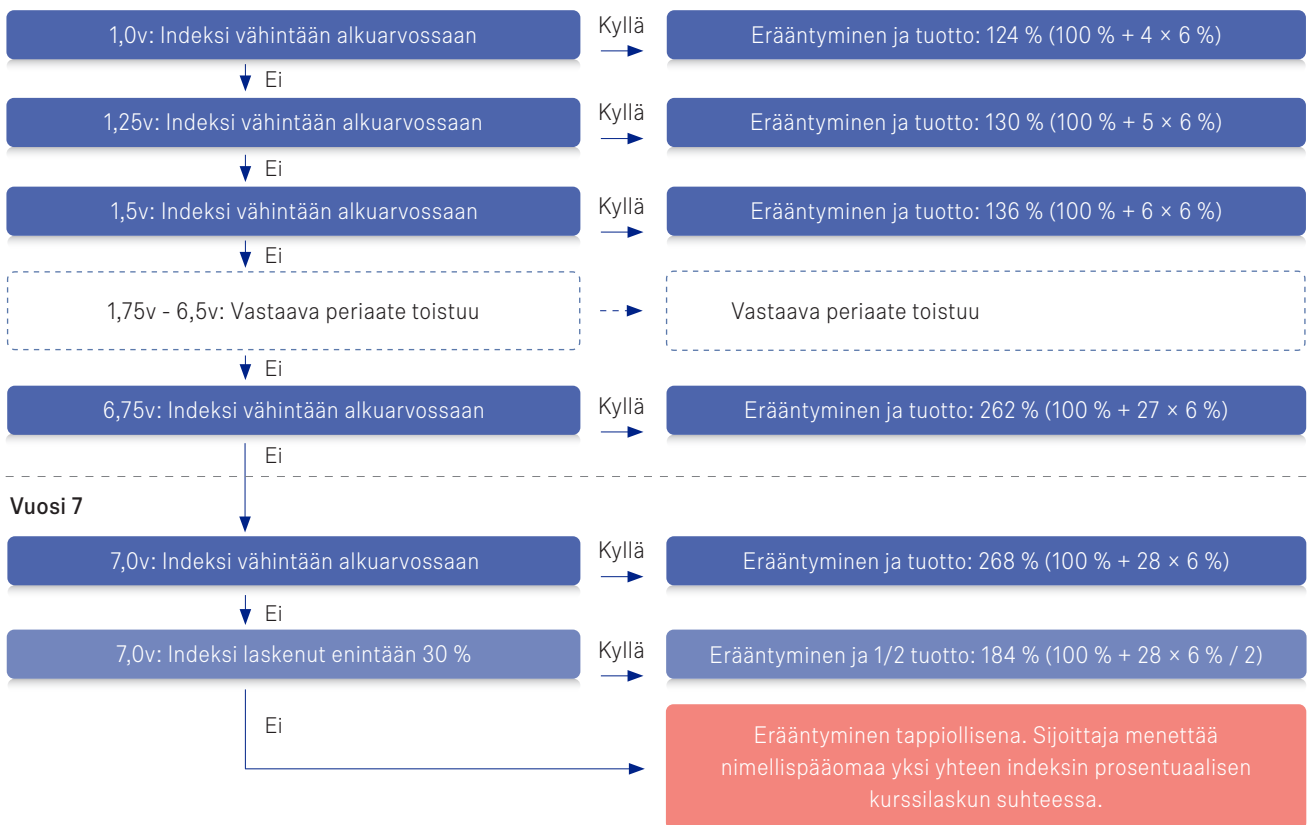 1,0v: Indeksi vähintään alkuarvossaan
Kyllä
Erääntyminen ja tuotto: 124 % (100 % + 4 × 6 %)
Ei
1,25v: Indeksi vähintään alkuarvossaan
Kyllä
Erääntyminen ja tuotto: 130 % (100 % + 5 × 6 %)
Ei
1,5v: Indeksi vähintään alkuarvossaan
Kyllä
Erääntyminen ja tuotto: 136 % (100 % + 6 × 6 %)
Ei
1,75v - 6,5v: Vastaava periaate toistuu
Vastaava periaate toistuu
Ei
6,75v: Indeksi vähintään alkuarvossaan
Kyllä
Erääntyminen ja tuotto: 262 % (100 % + 27 × 6 %)
Ei
Vuosi 7
7,0v: Indeksi vähintään alkuarvossaan
Kyllä
Erääntyminen ja tuotto: 268 % (100 % + 28 × 6 %)
Ei
7,0v: Indeksi laskenut enintään 30 %
Kyllä
Erääntyminen ja 1/2 tuotto: 184 % (100 % + 28 × 6 % / 2)
Ei
Erääntyminen tappiollisena. Sijoittaja menettää
nimellispääomaa yksi yhteen indeksin prosentuaalisen
kurssilaskun suhteessa.